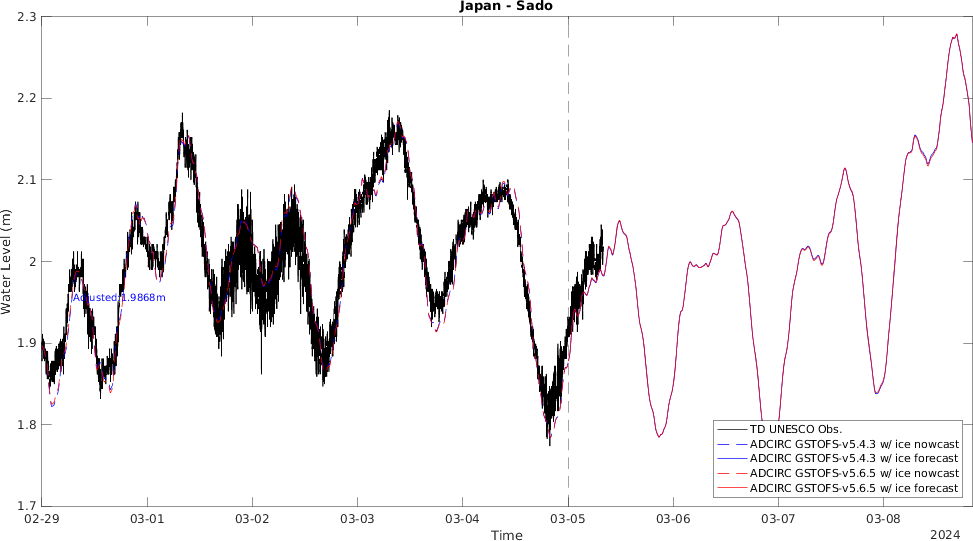 Japan - Sado
2.3
2.2
2.1
2
1.9
1.8
1.7
Water Level (m)
Adjusted:1.9868m
TD UNESCO Obs.
ADCIRC GSTOFS-v5.4.3 w/ ice nowcast
ADCIRC GSTOFS-v5.4.3 w/ ice forecast
ADCIRC GSTOFS-v5.6.5 w/ ice nowcast
ADCIRC GSTOFS-v5.6.5 w/ ice forecast
02-29 03-01 03-02 03-03 03-04 03-05 03-06 03-07 03-08
Time
2024